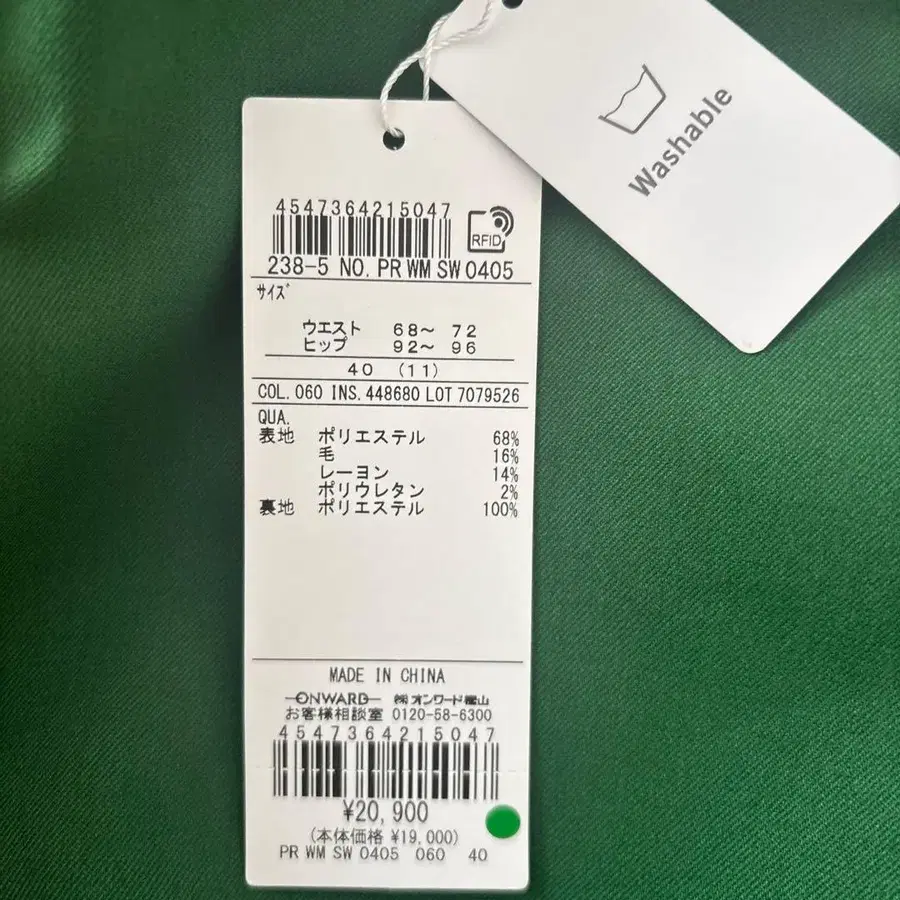 Washable
4547364215047
RFID
238-5 NO. PR WM SW 0405
サイズ
ウエスト 68〜 72
ヒップ 92〜 96
40 (11)
COL. 060 INS. 448680 LOT 7079526
QUA.
表地 ポリエステル 68%
毛 16%
レーヨン 14%
ポリウレタン 2%
裏地 ポリエステル 100%
MADE IN CHINA
ONWARD ㈱オンワード樫山
お客様相談室 0120-58-6300
4547364215047
¥20,900
(本体価格 ¥19,000)
PR WM SW 0405 060 40